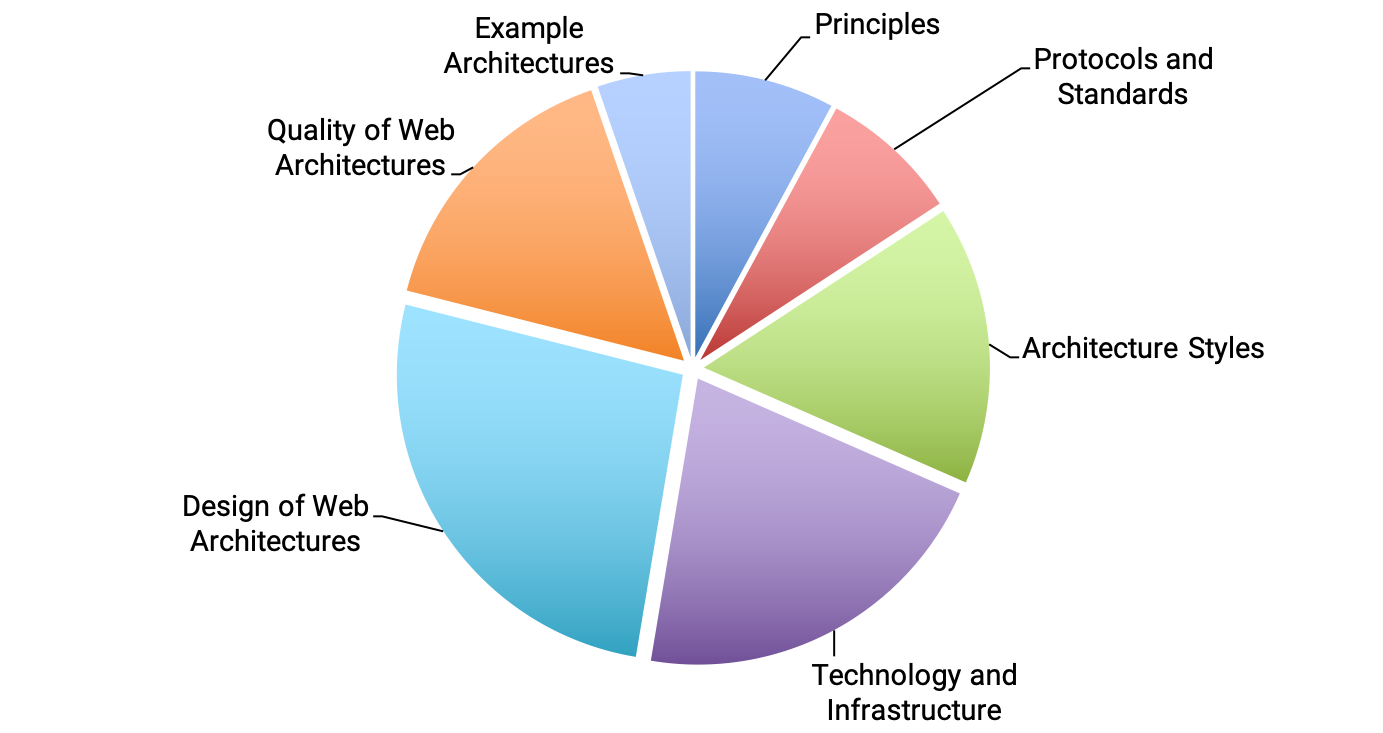 Example
Architectures
Principles
Protocols and
Standards
Quality of Web
Architectures
Architecture Styles
Design of Web
Architectures
Technology and
Infrastructure